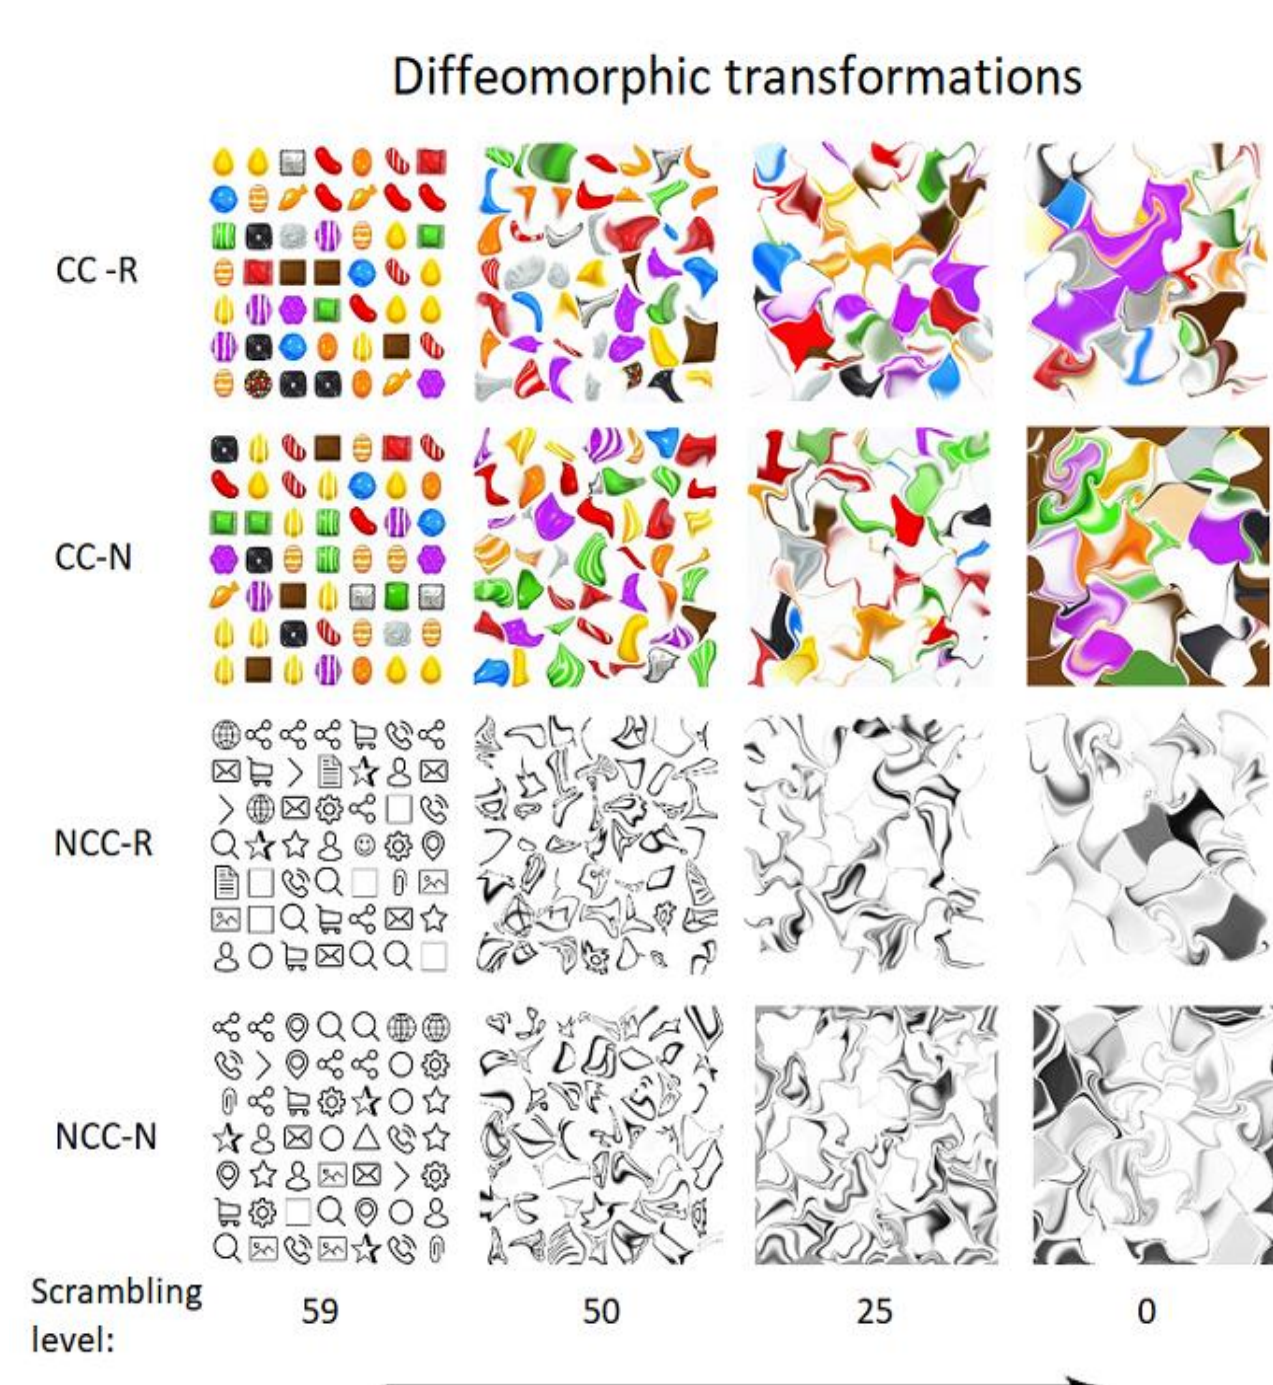 Diffeomorphic transformations
CC -R
CC-N
NCC-R
NCC-N
Scrambling
level:
59
50
25
0